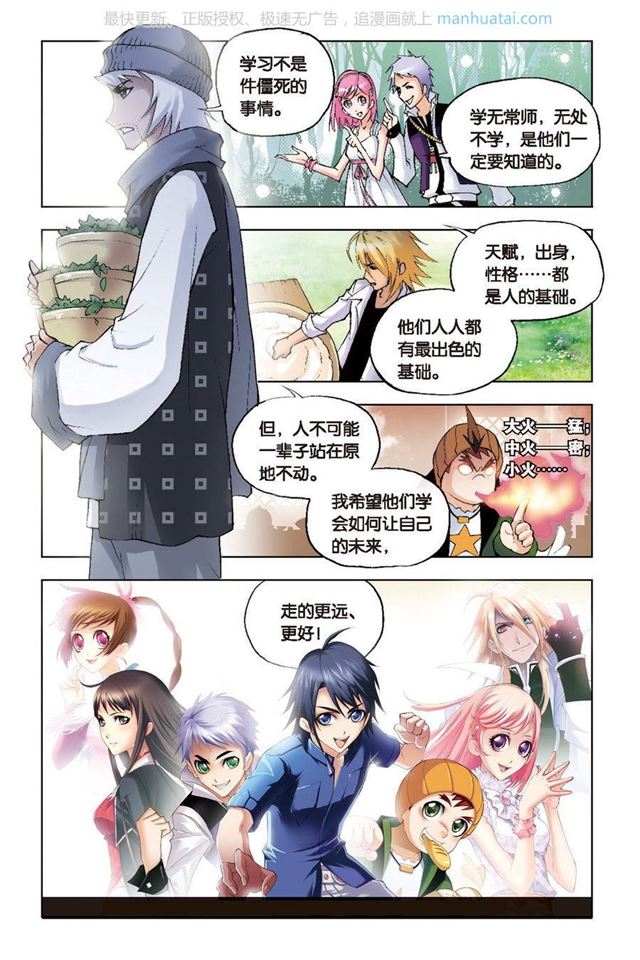 最快更新、正版授权、极速无广告，追漫画就上 manhuatai.com
学习不是
件僵死的
事情。
学无常师，无处
不学，是他们一
定要知道的。
天赋，出身，
性格……都
是人的基础。
他们人人都
有最出色的
基础。
但，人不可能
一辈子站在原
地不动。
我希望他们学
会如何让自己
的未来，
大火——猛；
中火——密；
小火……
走的更远、
更好！